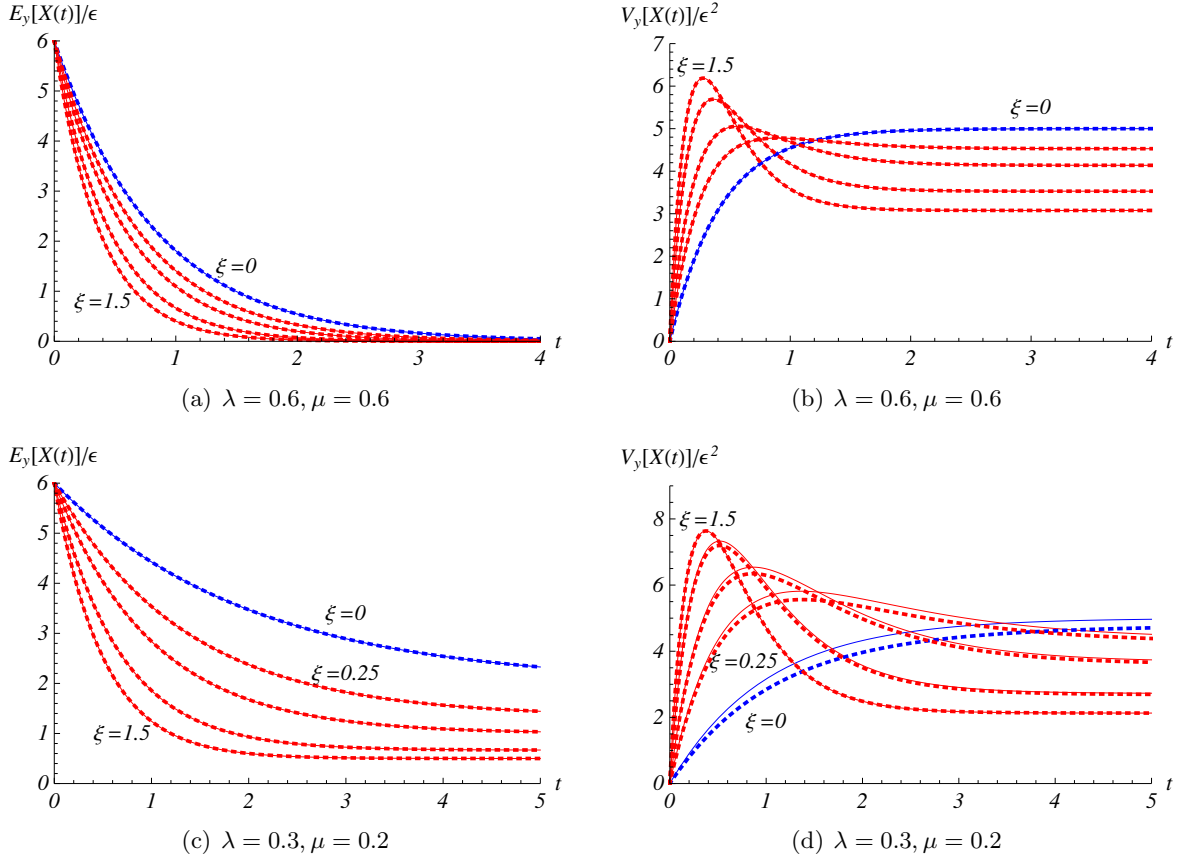 E_y[X(t)]/ϵ
6
5
4
3
2
1
0
0 1 2 3 4 t
ξ=0
ξ=1.5
(a) λ = 0.6, μ = 0.6
V_y[X(t)]/ϵ²
7
6
5
4
3
2
1
0
0 1 2 3 4 t
ξ=1.5
ξ=0
(b) λ = 0.6, μ = 0.6
E_y[X(t)]/ϵ
6
5
4
3
2
1
0
0 1 2 3 4 5 t
ξ=0
ξ=0.25
ξ=1.5
(c) λ = 0.3, μ = 0.2
V_y[X(t)]/ϵ²
8
6
4
2
0
0 1 2 3 4 5 t
ξ=1.5
ξ=0.25
ξ=0
(d) λ = 0.3, μ = 0.2